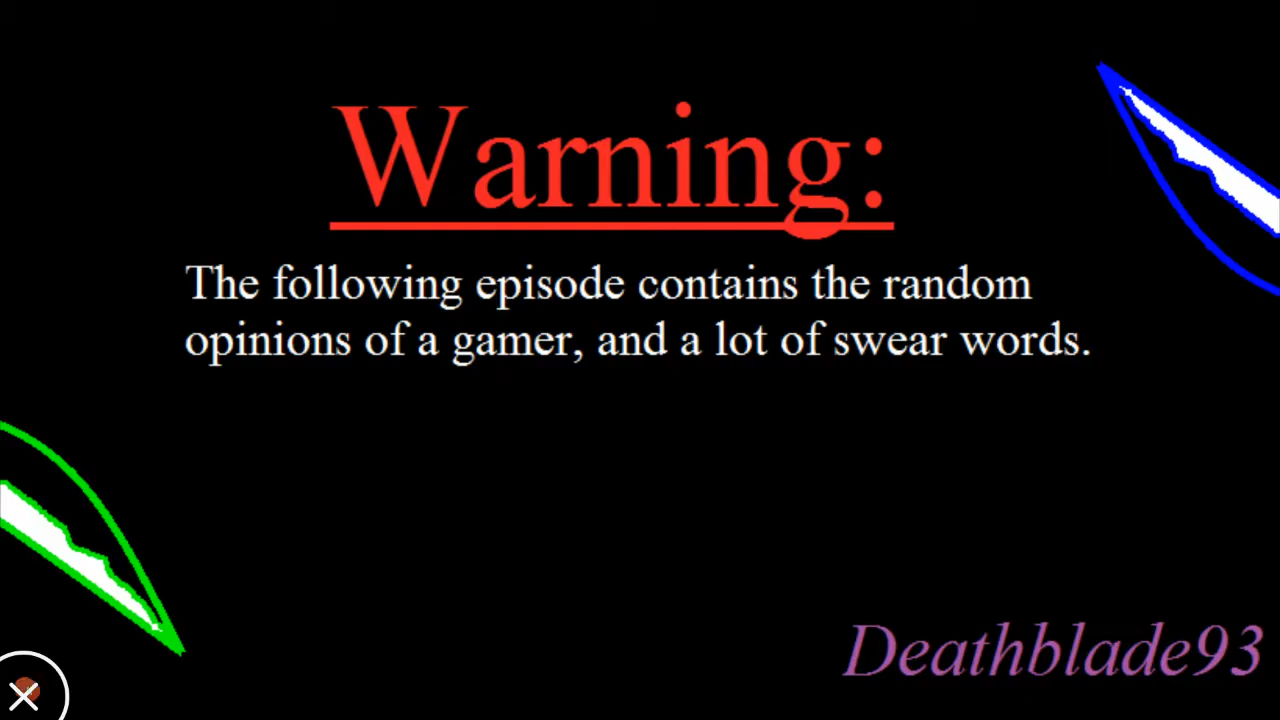 Warning:
The following episode contains the random
opinions of a gamer, and a lot of swear words.
Deathblade93